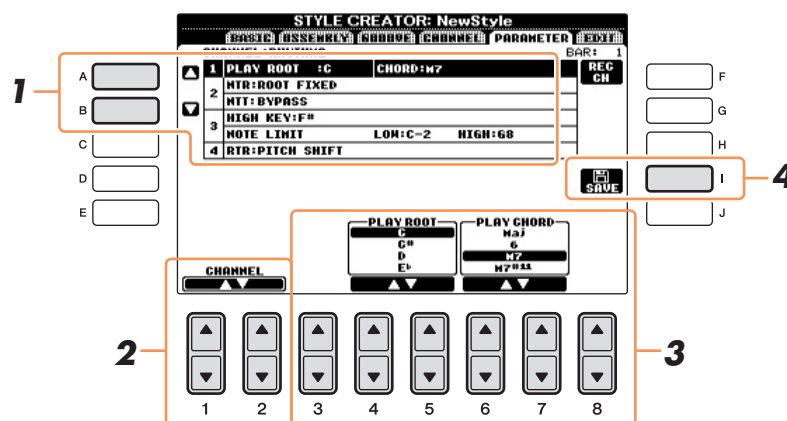 STYLE CREATOR: NewStyle
BASIC ASSEMBLY GROOVE CHANNEL PARAMETER EDIT
BAR: 1
1 PLAY ROOT :C CHORD:M7
REC CH
2 NTR:ROOT FIXED
NTT:BYPASS
3 HIGH KEY:F#
NOTE LIMIT LOW:C-2 HIGH:G8
4 RTR:PITCH SHIFT
SAVE
A
B
C
D
E
F
G
H
I
J
1
4
PLAY ROOT PLAY CHORD
C Maj
C# 6
D M7
E♭ M7#11
CHANNEL
2
3
1 2 3 4 5 6 7 8